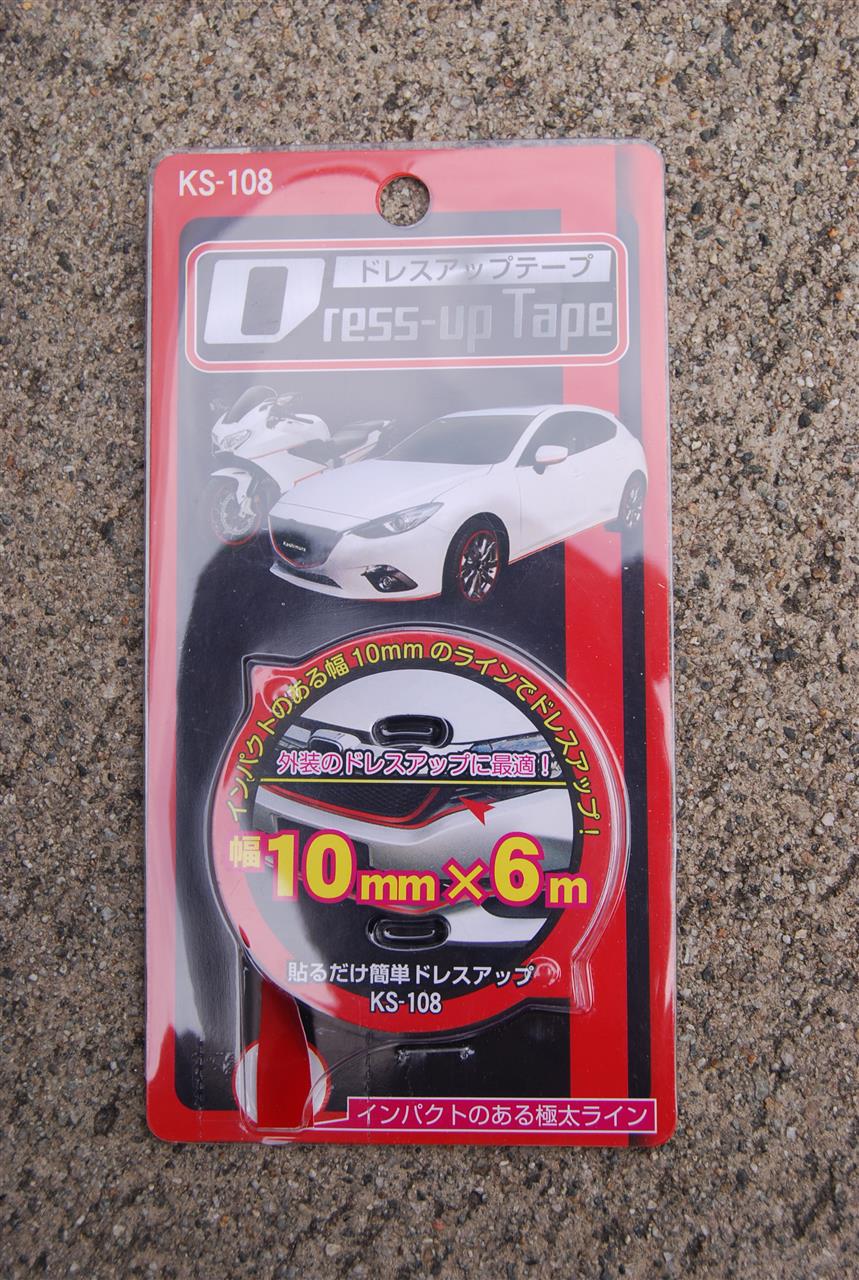 KS-108
ドレスアップテープ
Dress-up Tape
Kashimura
インパクトのある幅10mmのラインでドレスアップ!
外装のドレスアップに最適!
幅10mm×6m
貼るだけ簡単ドレスアップ
KS-108
インパクトのある極太ライン